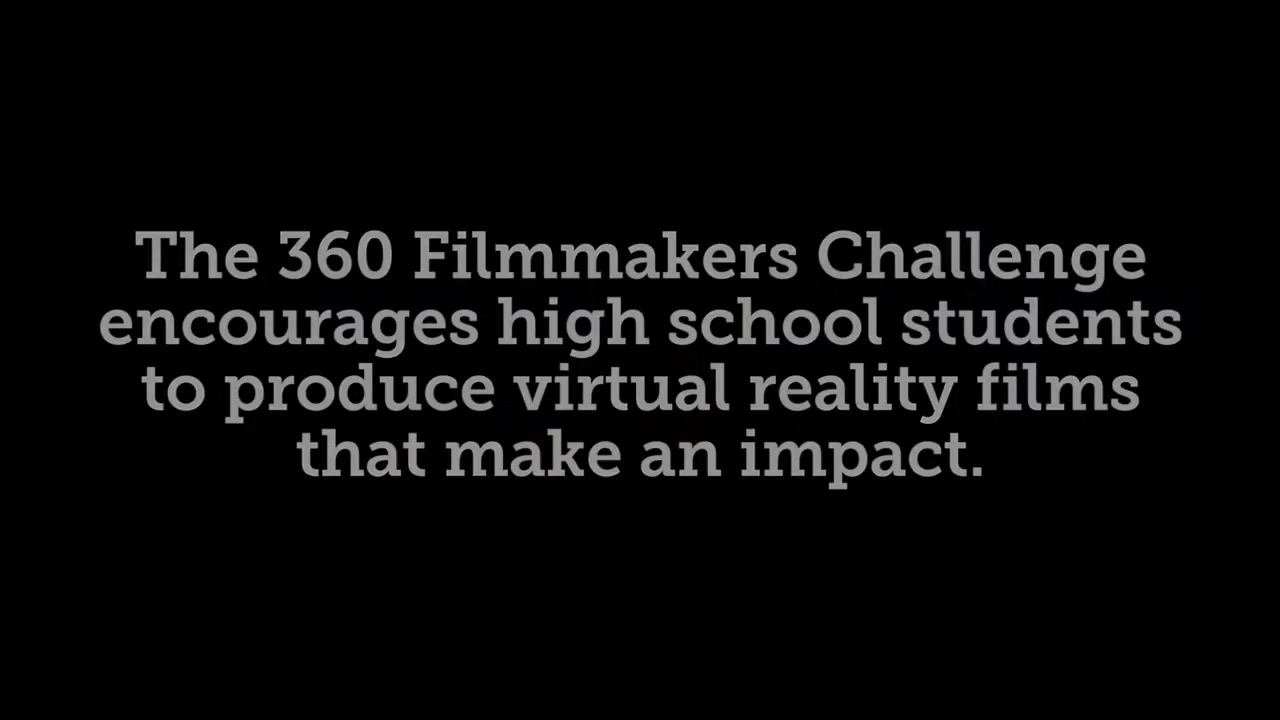 The 360 Filmmakers Challenge
encourages high school students
to produce virtual reality films
that make an impact.